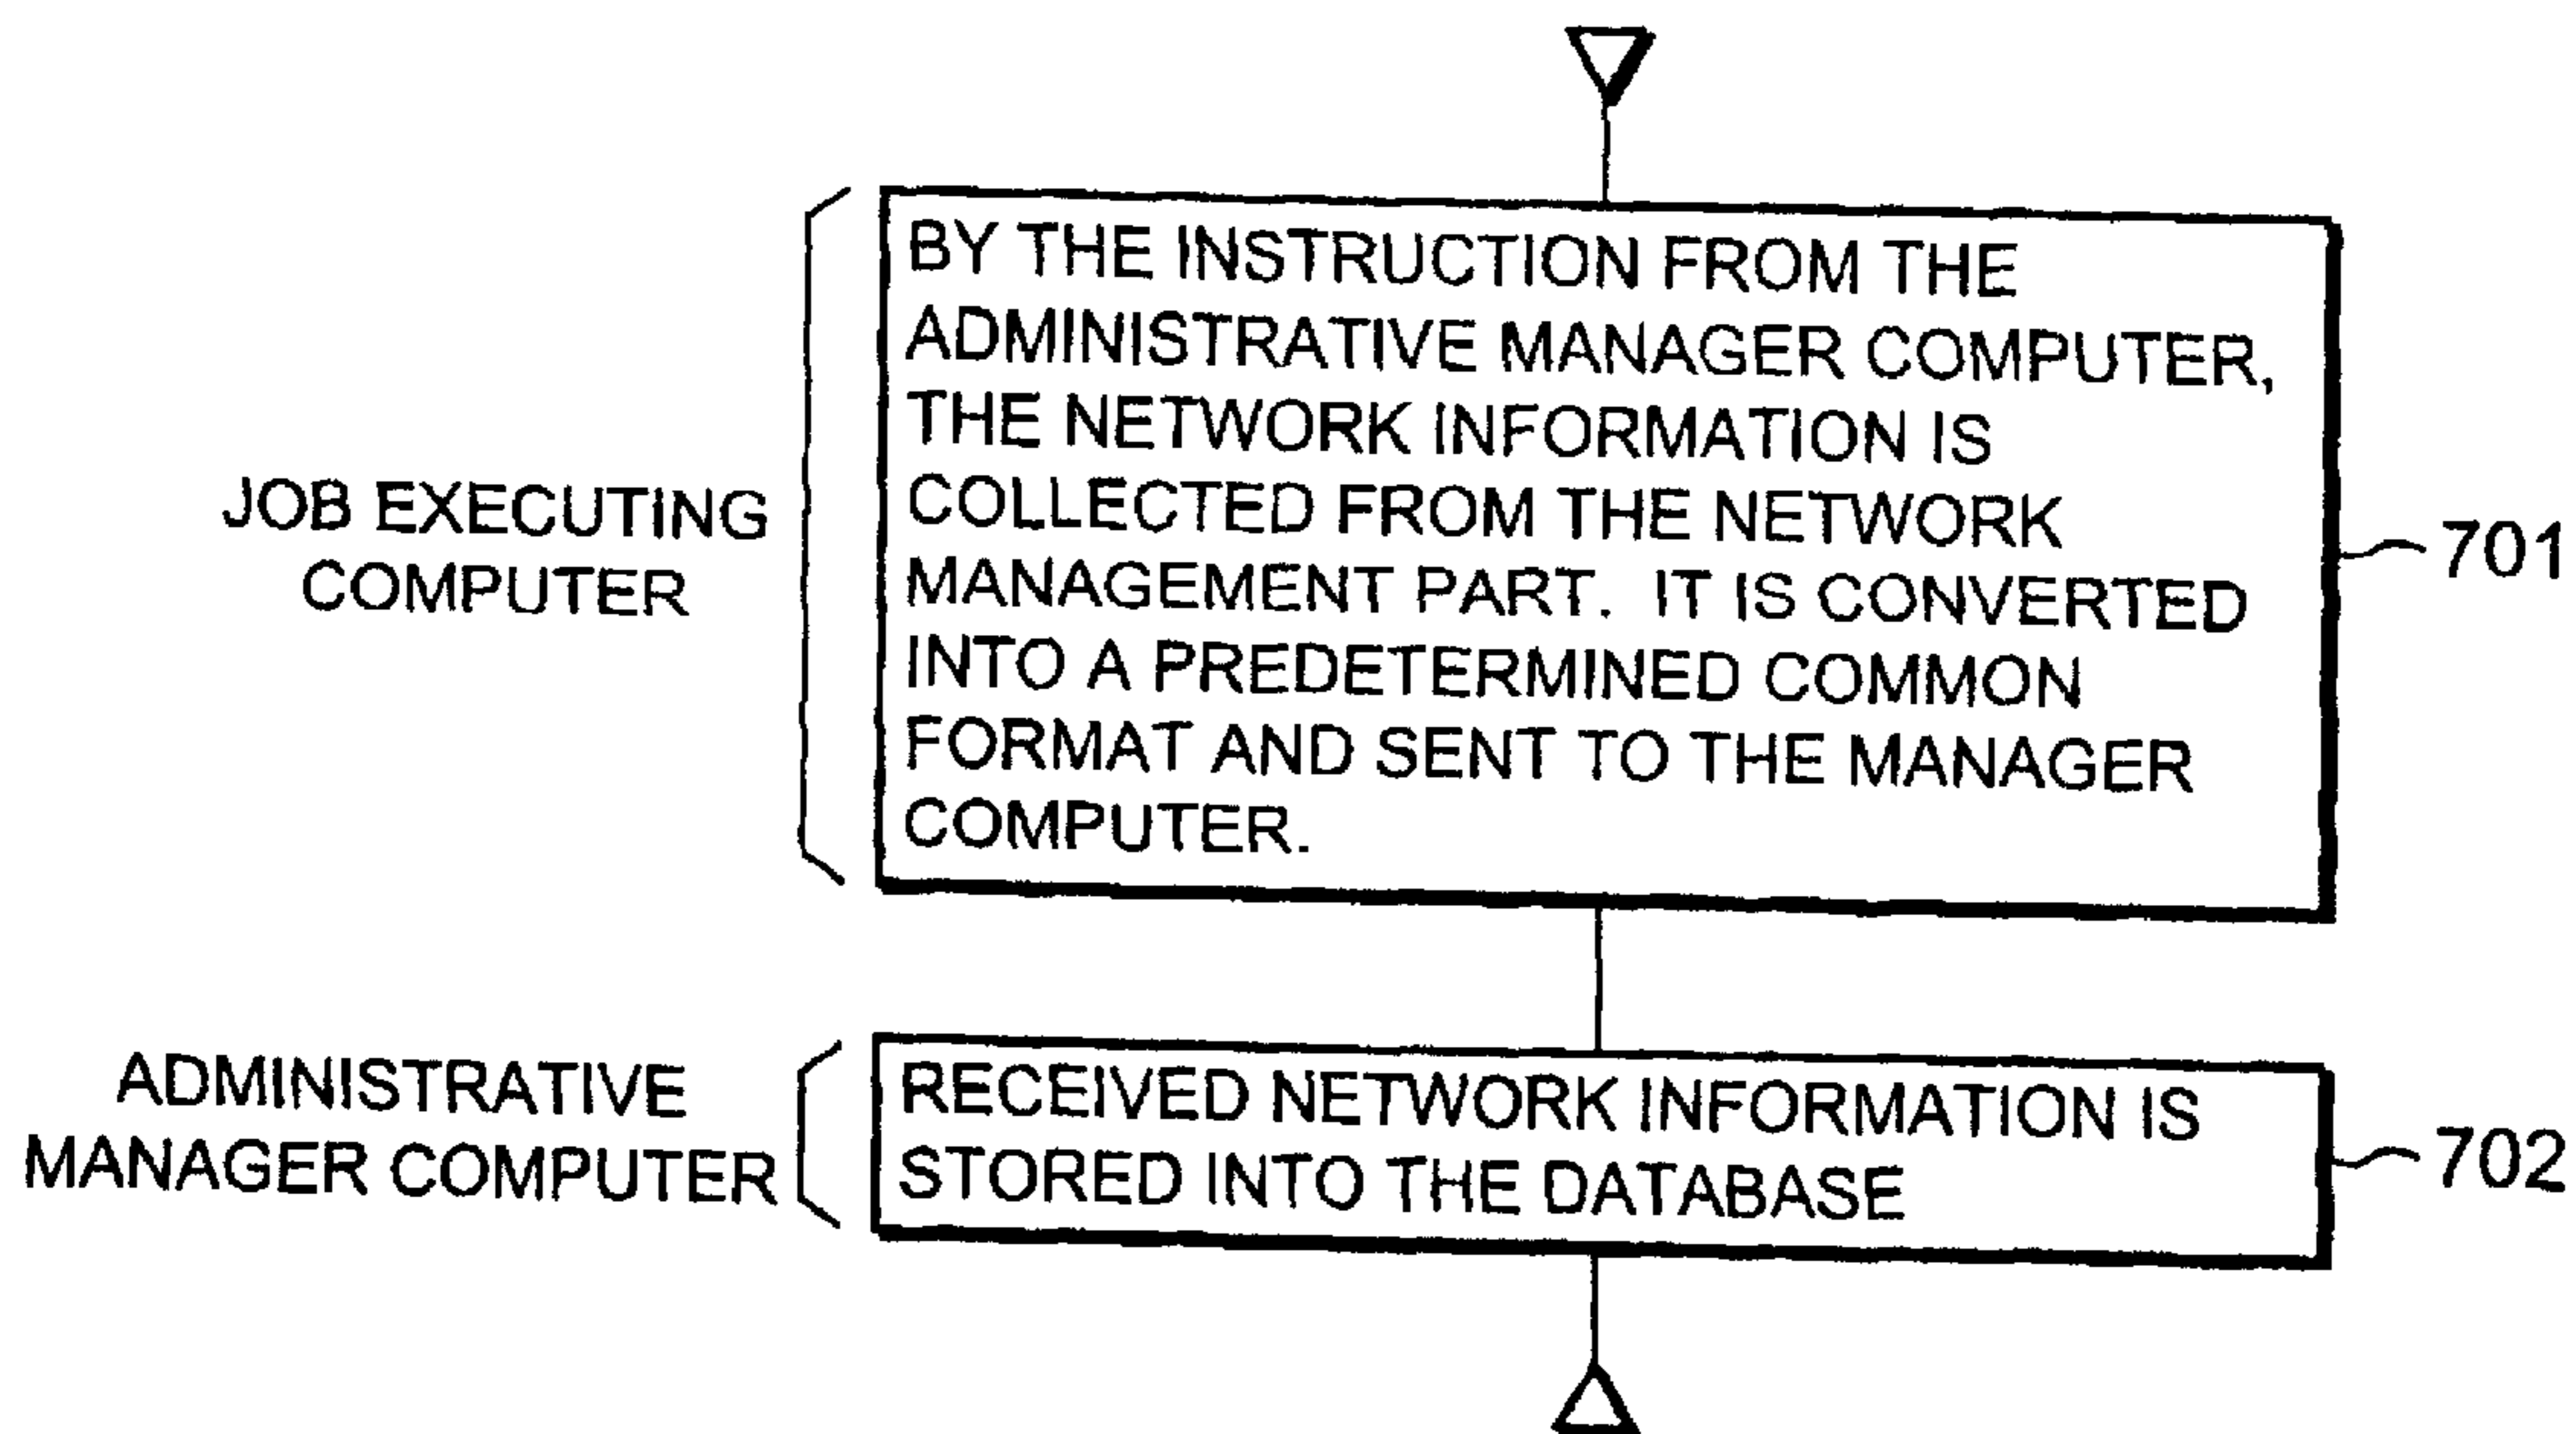 JOB EXECUTING
COMPUTER
BY THE INSTRUCTION FROM THE
ADMINISTRATIVE MANAGER COMPUTER,
THE NETWORK INFORMATION IS
COLLECTED FROM THE NETWORK
MANAGEMENT PART. IT IS CONVERTED
INTO A PREDETERMINED COMMON
FORMAT AND SENT TO THE MANAGER
COMPUTER.
701
ADMINISTRATIVE
MANAGER COMPUTER
RECEIVED NETWORK INFORMATION IS
STORED INTO THE DATABASE
702